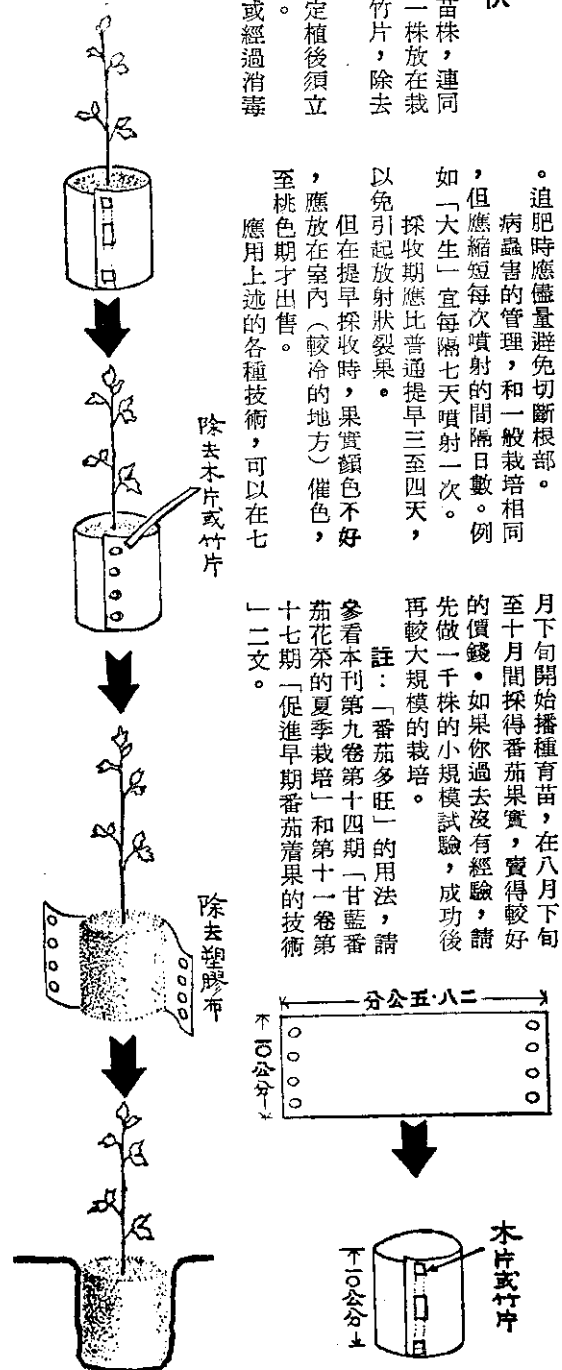 苗株，連同
一株放在栽
竹片，除去
定植後須立
。
或經過消毒
。追肥時應儘量避免切斷根部。
病蟲害的管理，和一般栽培相同
，但應縮短每次噴射的間隔日數。例
如「大生」宜每隔七天噴射一次。
採收期應比普通提早三至四天，
以免引起放射狀裂果。
但在提早採收時，果實顏色不好
，應放在室內（較冷的地方）催色，
至桃色期才出售。
應用上述的各種技術，可以在七
月下旬開始播種育苗，在八月下旬
至十月間採得番茄果實，賣得較好
的價錢。如果你過去沒有經驗，請
先做一千株的小規模試驗，成功後
再較大規模的栽培。
註：「番茄多旺」的用法，請
參看本刊第九卷第十四期「甘藍番
茄花菜的夏季栽培」和第十一卷第
十七期「促進早期番茄着果的技術
」二文。
二八·五公分
一〇公分
木片或竹片
一〇公分
除去木片或竹片
除去塑膠布